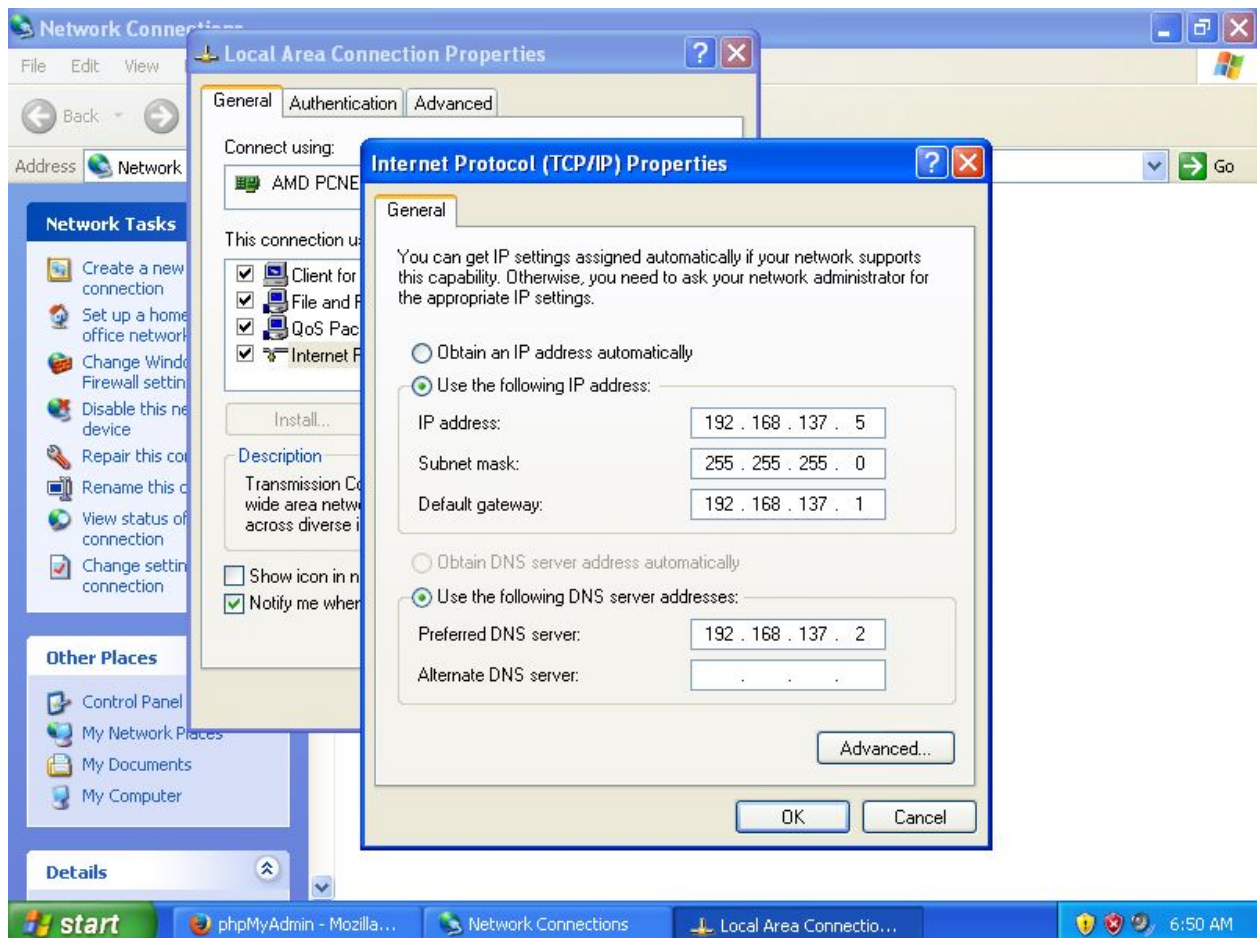 Network Connections
File Edit View
Back
Address Network
Go
Network Tasks
Create a new
connection
Set up a home
office network
Change Windo
Firewall settin
Disable this ne
device
Repair this co
Rename this c
View status of
connection
Change settin
connection
Other Places
Control Panel
My Network Places
My Documents
My Computer
Details
Local Area Connection Properties
General Authentication Advanced
Connect using:
AMD PCNE
This connection u
Client for
File and P
QoS Pac
Internet P
Install...
Description
Transmission Co
wide area netwo
across diverse i
Show icon in n
Notify me when
Internet Protocol (TCP/IP) Properties
General
You can get IP settings assigned automatically if your network supports
this capability. Otherwise, you need to ask your network administrator for
the appropriate IP settings.
Obtain an IP address automatically
Use the following IP address:
IP address: 192 . 168 . 137 . 5
Subnet mask: 255 . 255 . 255 . 0
Default gateway: 192 . 168 . 137 . 1
Obtain DNS server address automatically
Use the following DNS server addresses:
Preferred DNS server: 192 . 168 . 137 . 2
Alternate DNS server: . . .
Advanced...
OK Cancel
start phpMyAdmin - Mozilla... Network Connections Local Area Connectio... 6:50 AM